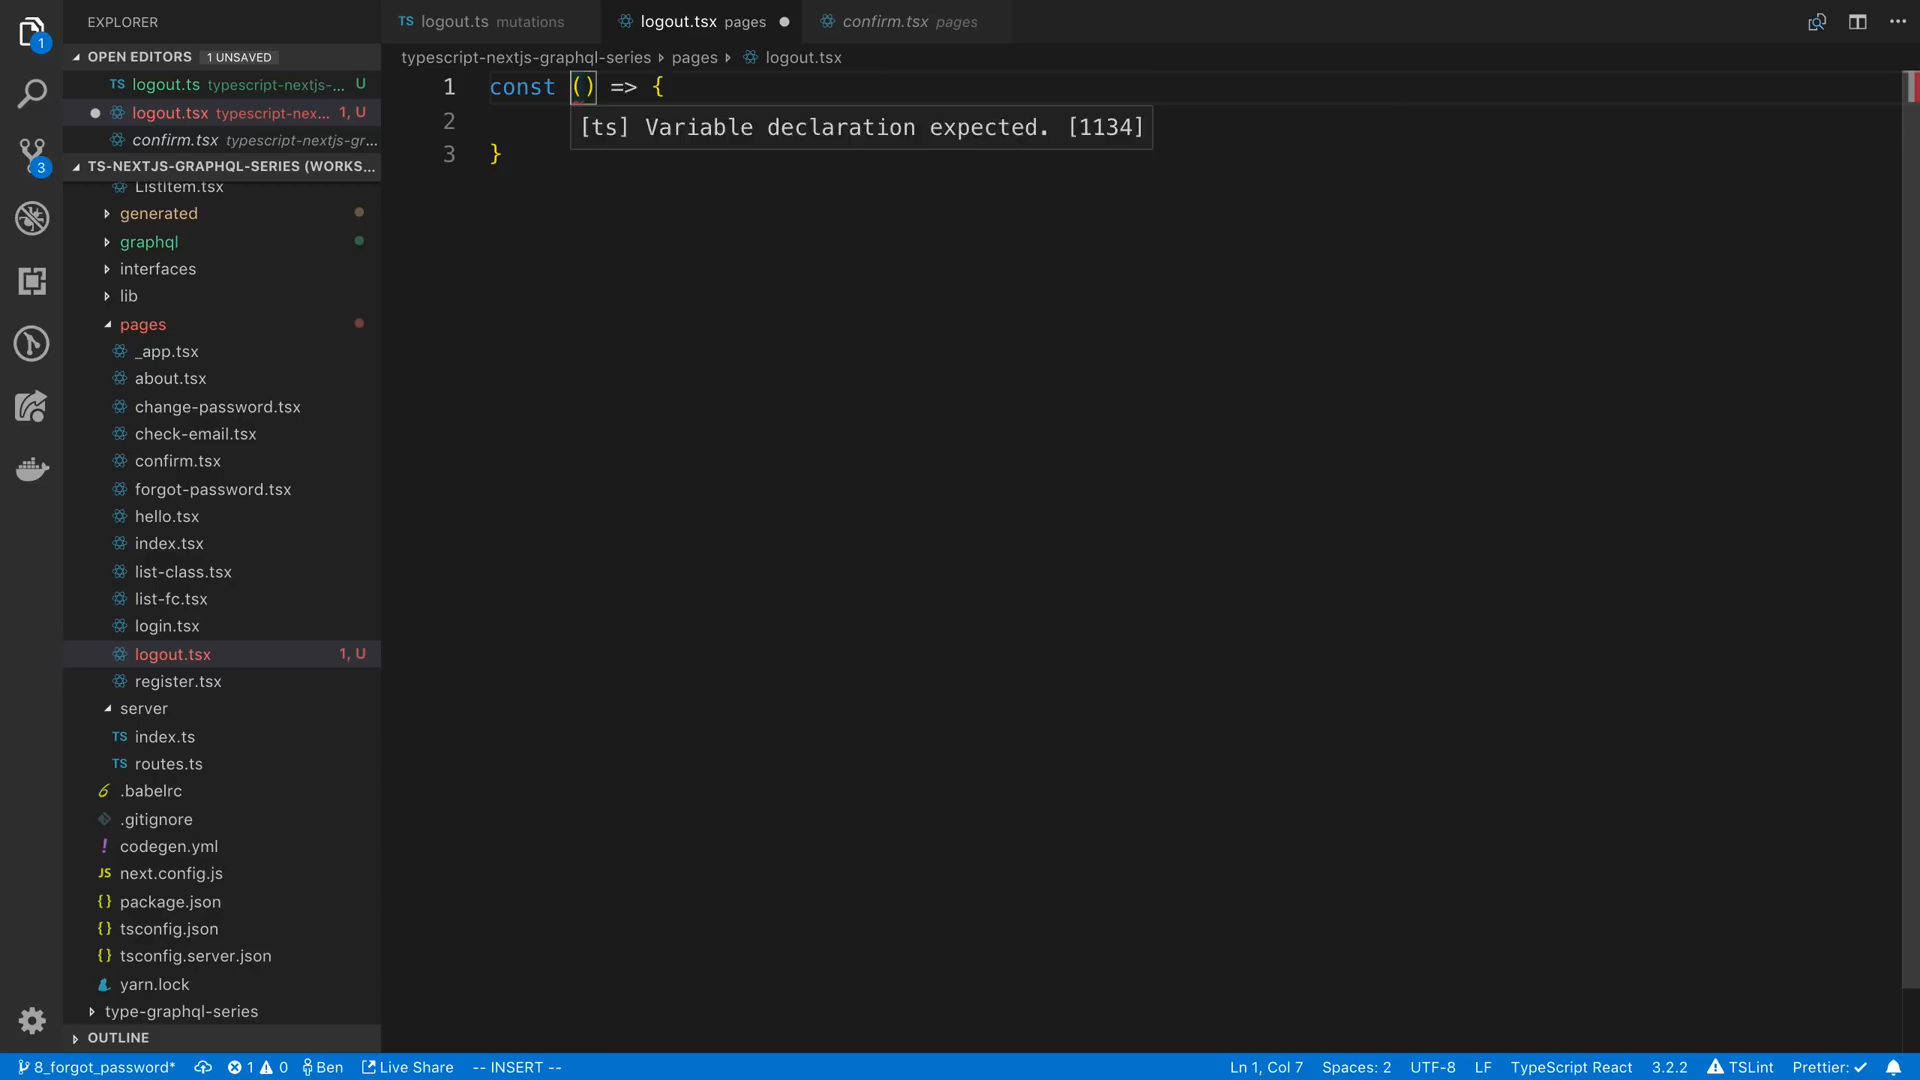 EXPLORER
TS logout.ts mutations
logout.tsx pages
confirm.tsx pages
OPEN EDITORS 1 UNSAVED
TS logout.ts typescript-nextjs-... U
logout.tsx typescript-nex... 1, U
confirm.tsx typescript-nextjs-gr...
TS-NEXTJS-GRAPHQL-SERIES (WORKS...
ListItem.tsx
generated
graphql
interfaces
lib
pages
_app.tsx
about.tsx
change-password.tsx
check-email.tsx
confirm.tsx
forgot-password.tsx
hello.tsx
index.tsx
list-class.tsx
list-fc.tsx
login.tsx
logout.tsx 1, U
register.tsx
server
TS index.ts
TS routes.ts
.babelrc
.gitignore
! codegen.yml
JS next.config.js
{} package.json
{} tsconfig.json
{} tsconfig.server.json
yarn.lock
type-graphql-series
OUTLINE
typescript-nextjs-graphql-series pages logout.tsx
1 const () => {
2
[ts] Variable declaration expected. [1134]
3 }
1
3
8_forgot_password* 1 0 Ben Live Share -- INSERT -- Ln 1, Col 7 Spaces: 2 UTF-8 LF TypeScript React 3.2.2 TSLint Prettier: